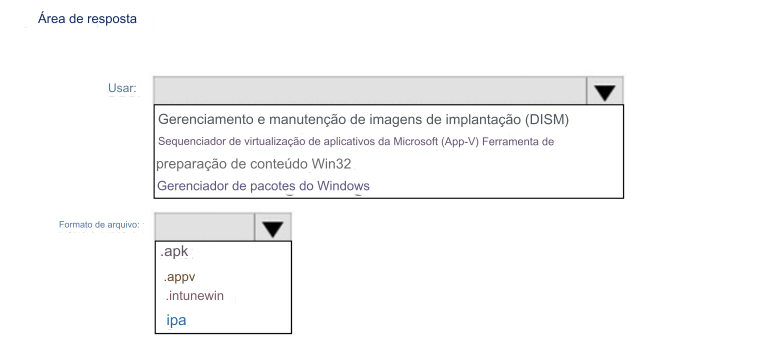 Área de resposta
Usar:
Gerenciamento e manutenção de imagens de implantação (DISM)
Sequenciador de virtualização de aplicativos da Microsoft (App-V) Ferramenta de
preparação de conteúdo Win32
Gerenciador de pacotes do Windows
Formato de arquivo:
.apk
.appv
.intunewin
ipa